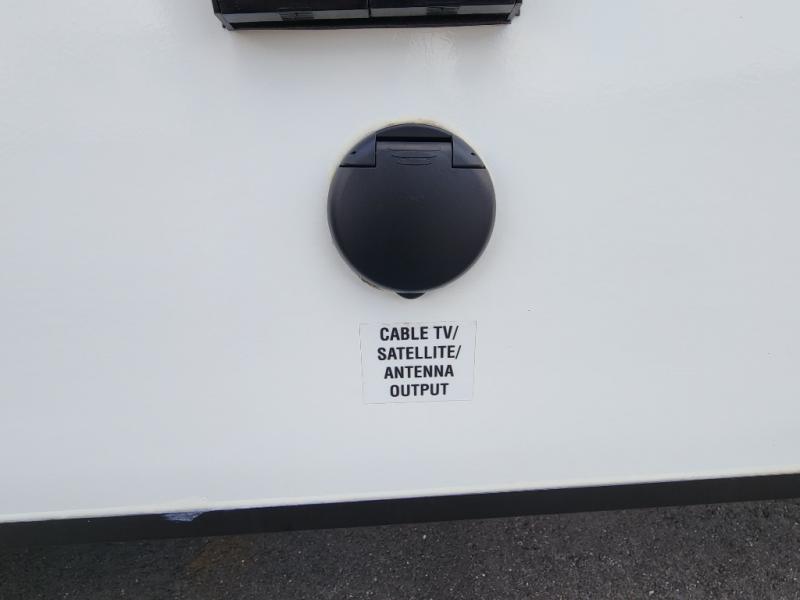 CABLE TV/
SATELLITE/
ANTENNA
OUTPUT